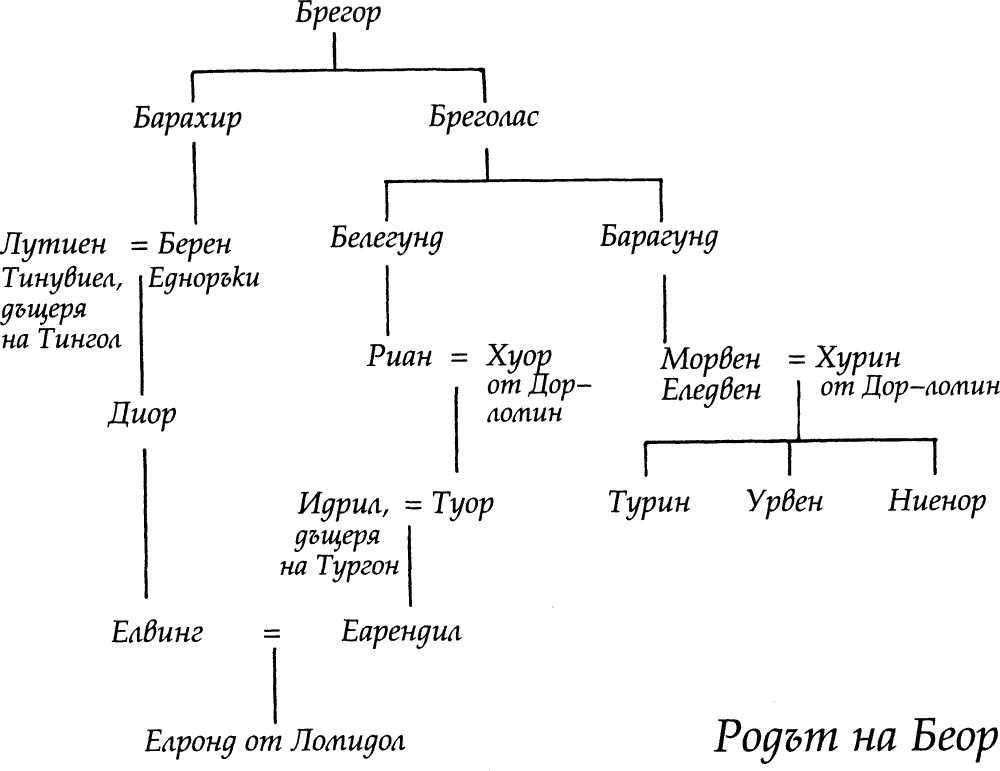 Брегор
Барахир Бреголас
Лутиен = Берен Белегунд Барагунд
Тинувиел, Едноръки
дъщеря
на Тингол
Риан = Хуор Морвен = Хурин
от Дор– Еледвен от Дор–ломин
ломин
Диор
Идрил, = Туор Турин Урвен Ниенор
дъщеря
на Тургон
Елвинг = Еарендил
Елронд от Ломидол
Родът на Беор